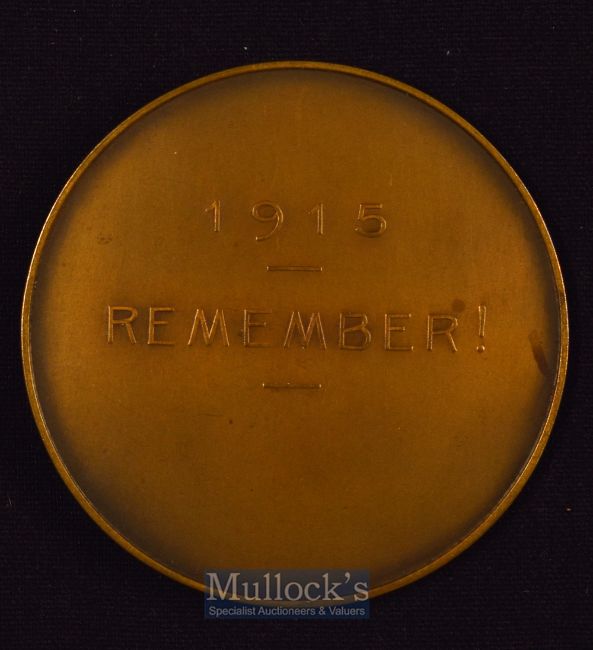 1915
REMEMBER!
Mullock's
Specialist Auctioneers & Valuers